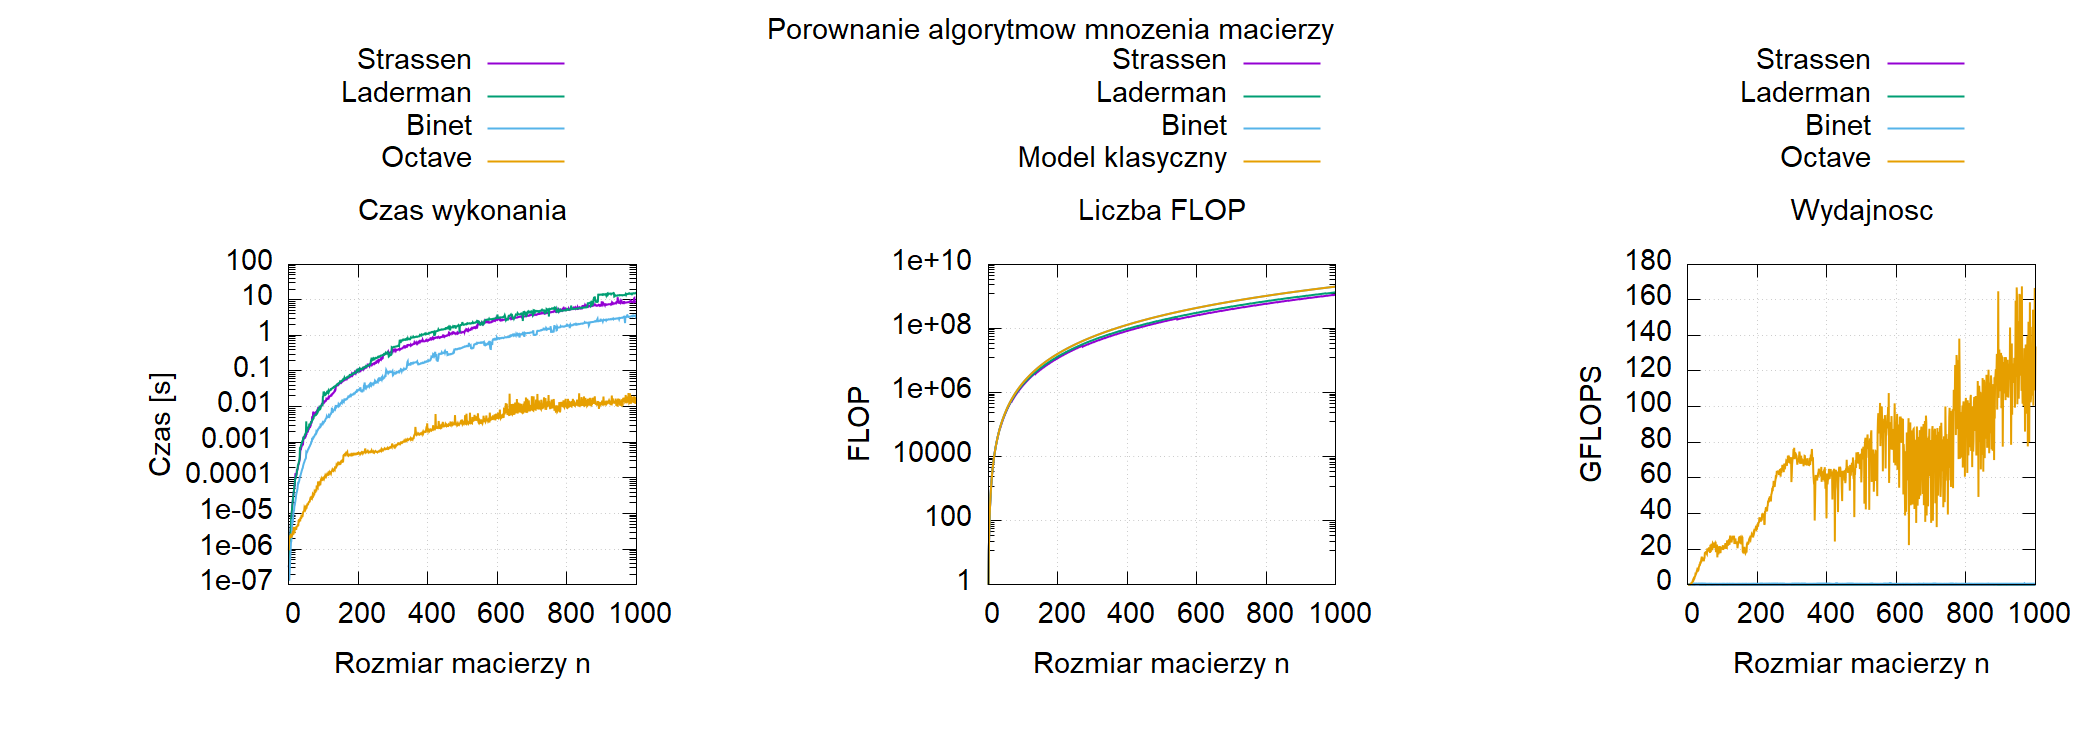 Porownanie algorytmow mnozenia macierzy
Strassen
Laderman
Binet
Octave
Czas wykonania
100
10
1
0.1
0.01
0.001
0.0001
1e-05
1e-06
1e-07
Czas [s]
0 200 400 600 800 1000
Rozmiar macierzy n
Strassen
Laderman
Binet
Model klasyczny
Liczba FLOP
1e+10
1e+08
1e+06
10000
100
1
FLOP
0 200 400 600 800 1000
Rozmiar macierzy n
Strassen
Laderman
Binet
Octave
Wydajnosc
180
160
140
120
100
80
60
40
20
0
GFLOPS
0 200 400 600 800 1000
Rozmiar macierzy n